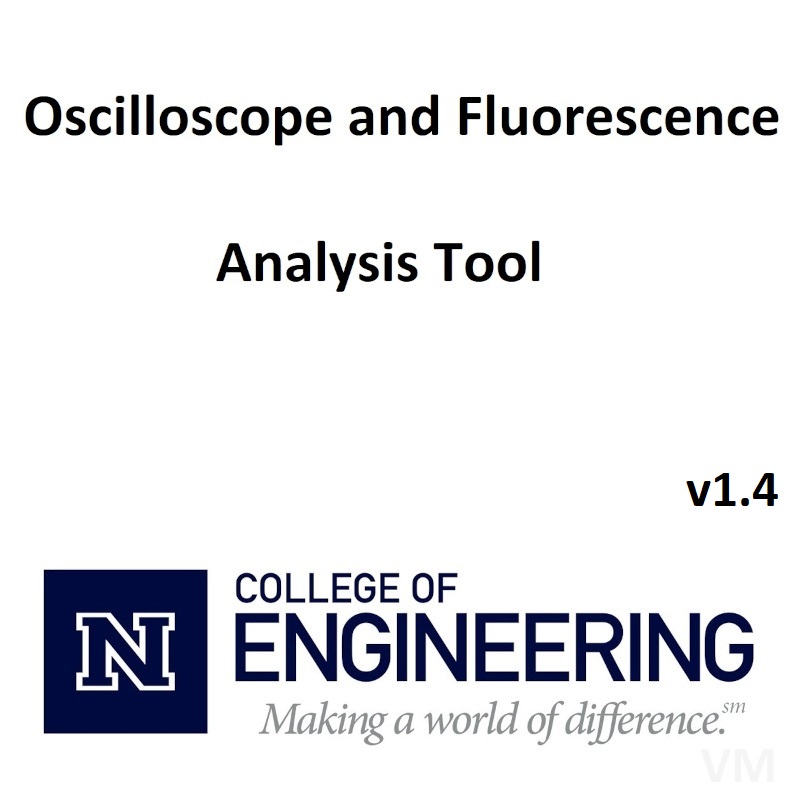 Oscilloscope and Fluorescence
Analysis Tool
v1.4
N
COLLEGE OF
ENGINEERING
Making a world of difference.sm
VM